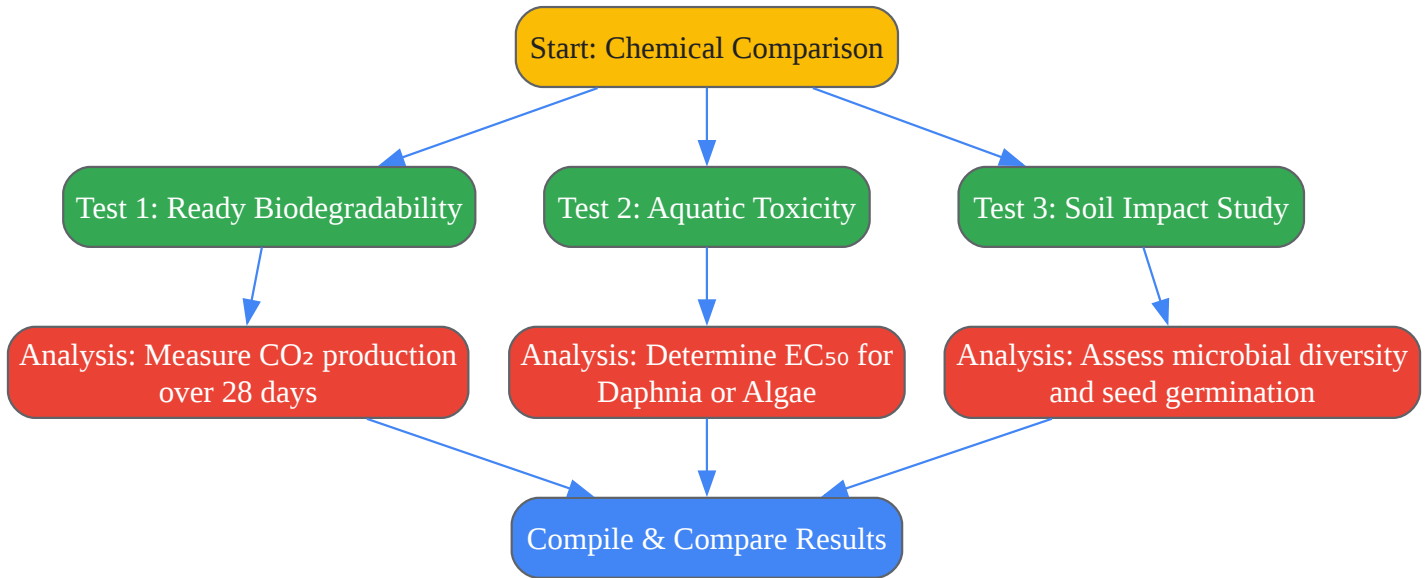 Start: Chemical Comparison
Test 1: Ready Biodegradability
Test 2: Aquatic Toxicity
Test 3: Soil Impact Study
Analysis: Measure CO₂ production
over 28 days
Analysis: Determine EC₅₀ for
Daphnia or Algae
Analysis: Assess microbial diversity
and seed germination
Compile & Compare Results